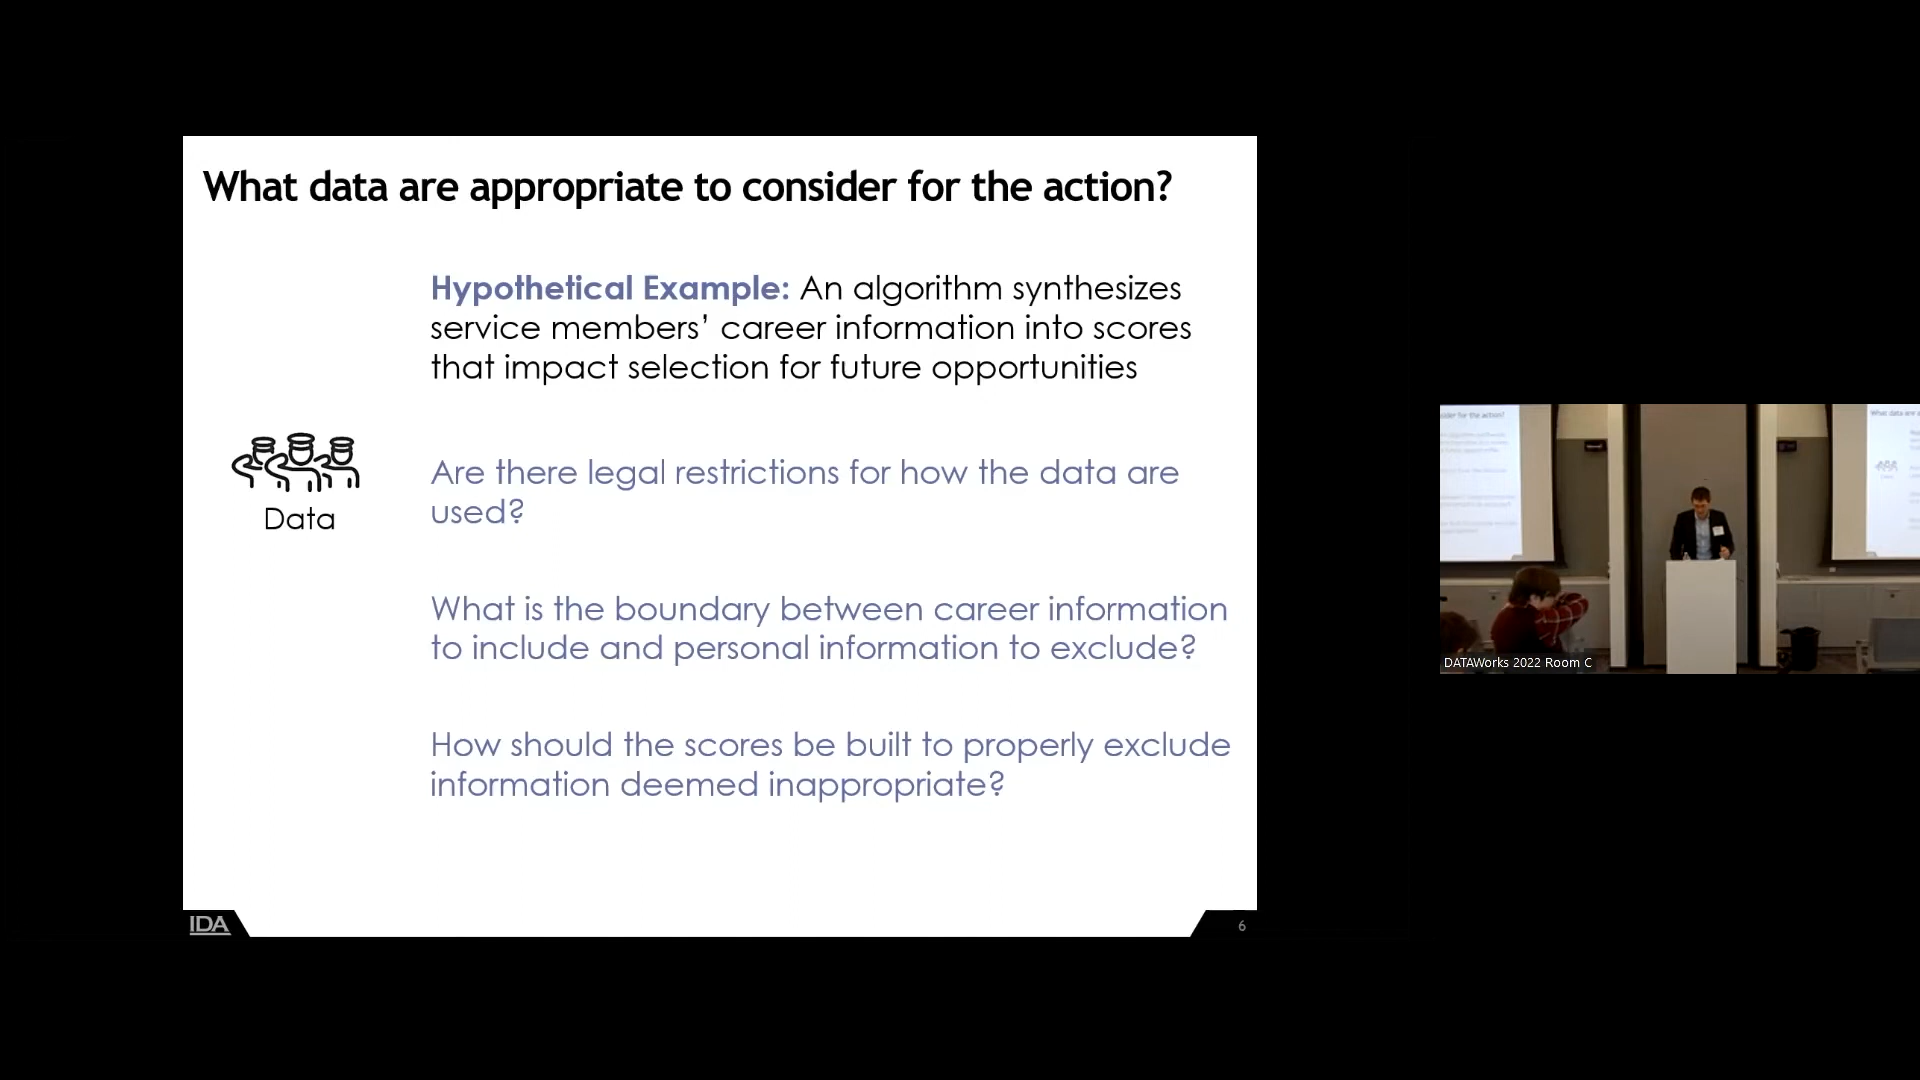 What data are appropriate to consider for the action?
Hypothetical Example: An algorithm synthesizes
service members’ career information into scores
that impact selection for future opportunities
Data
Are there legal restrictions for how the data are
used?
What is the boundary between career information
to include and personal information to exclude?
How should the scores be built to properly exclude
information deemed inappropriate?
IDA
6
DATAWorks 2022 Room C